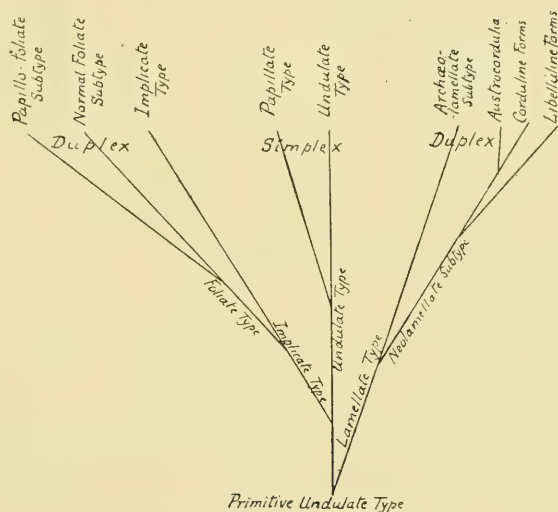 Papillo-foliate
Subtype
Normal Foliate
Subtype
Implicate
Type
Papillate
Type
Undulate
Type
Archæo-
-lamellate
Subtype
Austrocordulia
Corduline Forms
Libelluline Forms
Duplex
Simplex
Duplex
Foliate Type
Implicate Type
Undulate Type
Lamellate Type
Neolamellate Subtype
Primitive Undulate Type